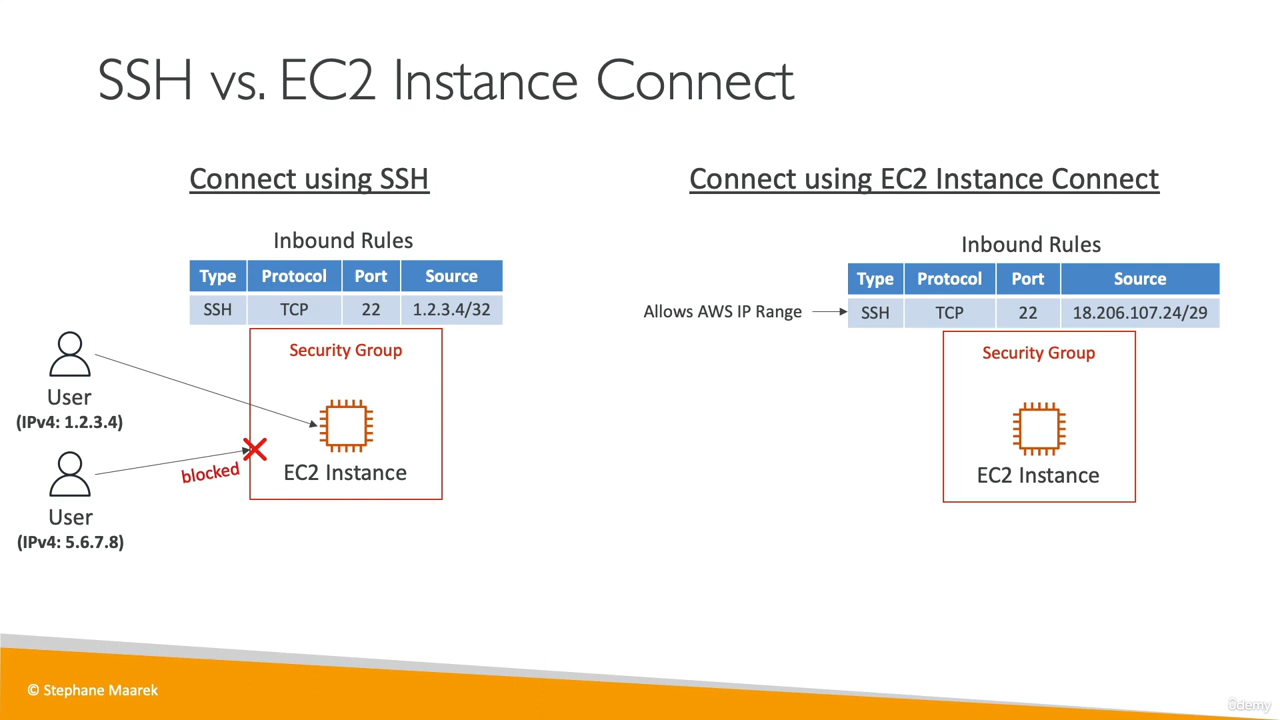 SSH vs. EC2 Instance Connect
Connect using SSH
Inbound Rules
Type Protocol Port Source
SSH TCP 22 1.2.3.4/32
Security Group
User
(IPv4: 1.2.3.4)
blocked
EC2 Instance
User
(IPv4: 5.6.7.8)
Connect using EC2 Instance Connect
Inbound Rules
Type Protocol Port Source
Allows AWS IP Range
SSH TCP 22 18.206.107.24/29
Security Group
EC2 Instance
© Stephane Maarek
ûdemy